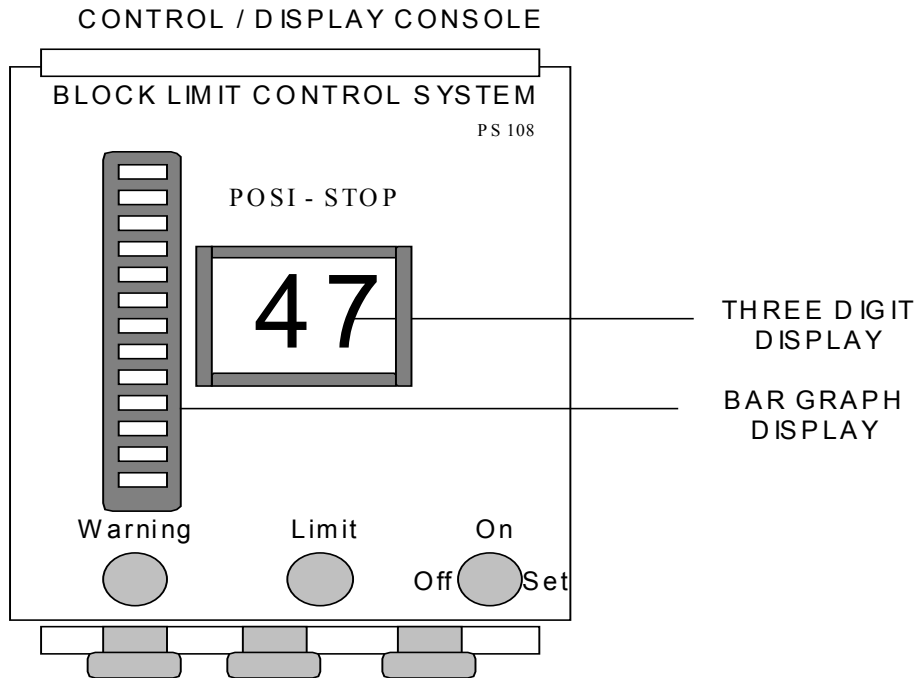 CONTROL / DISPLAY CONSOLE
BLOCK LIMIT CONTROL SYSTEM
PS 108
POSI - STOP
47
THREE DIGIT
DISPLAY
BAR GRAPH
DISPLAY
Warning Limit On
Off Set